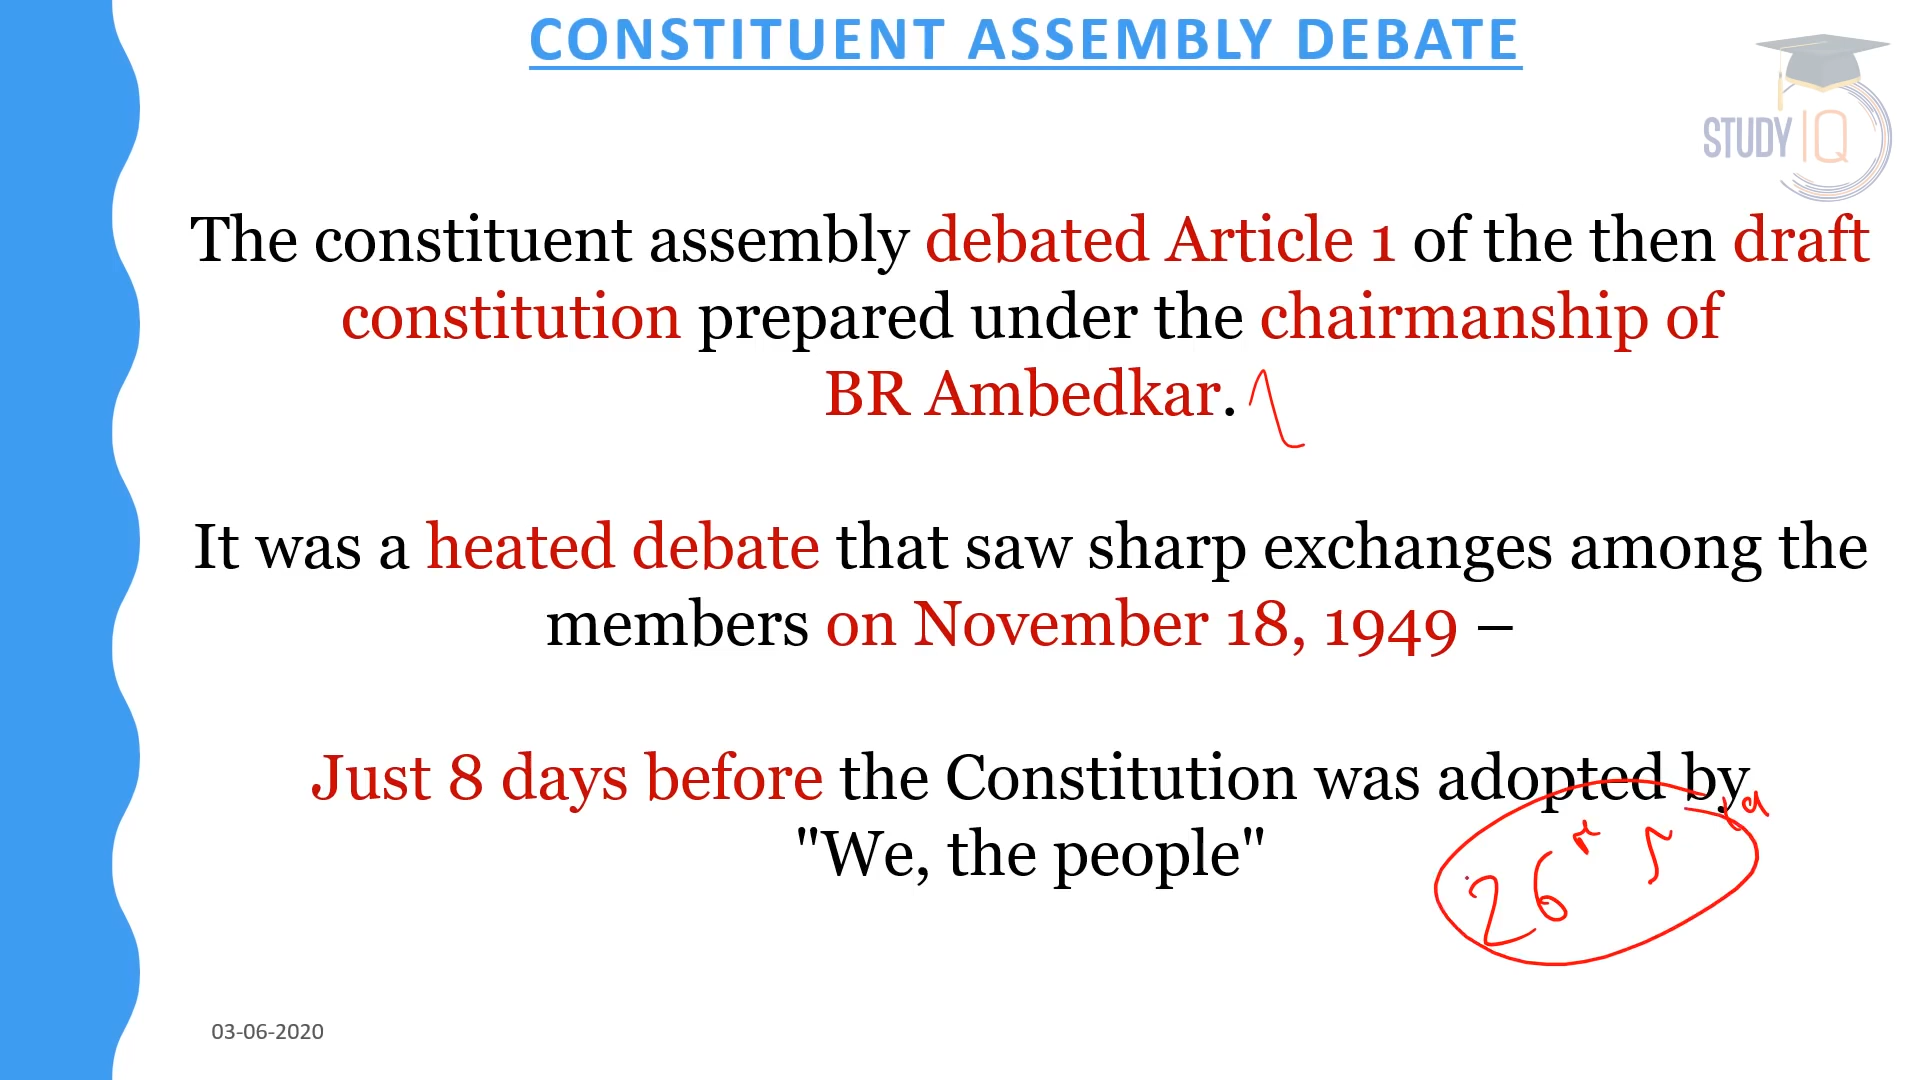 CONSTITUENT ASSEMBLY DEBATE
STUDY IQ
The constituent assembly debated Article 1 of the then draft
constitution prepared under the chairmanship of
BR Ambedkar.
It was a heated debate that saw sharp exchanges among the
members on November 18, 1949 –
Just 8 days before the Constitution was adopted by
"We, the people"
26
03-06-2020